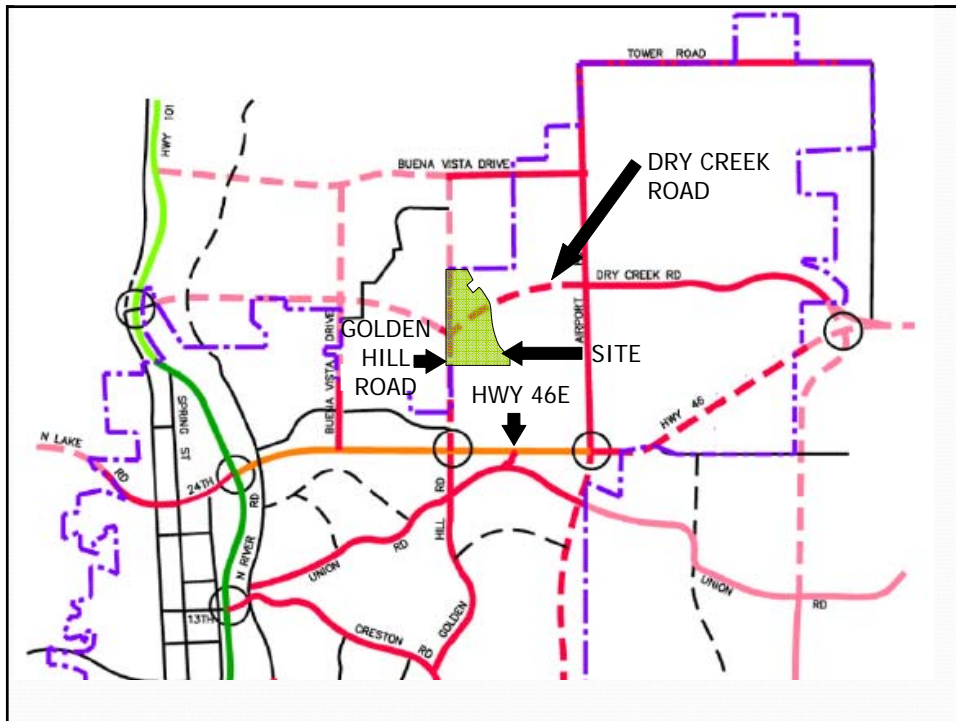 TOWER ROAD
101
HWY
BUENA VISTA DRIVE
DRY CREEK
ROAD
DRY CREEK RD
AIRPORT
GOLDEN
HILL
ROAD
BUENA VISTA DRIVE
SITE
HWY 46E
HWY 46
SPRING ST
N LAKE
RD
24TH
RD
N RIVER
HILL
RD
UNION
RD
GOLDEN
UNION
RD
13TH
CRESTON
RD